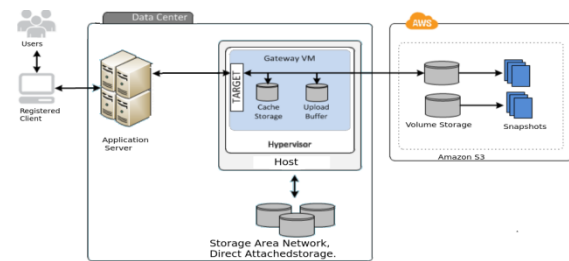 Data Center
AWS
Users
Registered
Client
Application
Server
Gateway VM
TARGET
Cache
Storage
Upload
Buffer
Hypervisor
Host
Storage Area Network,
Direct Attachedstorage.
Volume Storage
Snapshots
Amazon S3